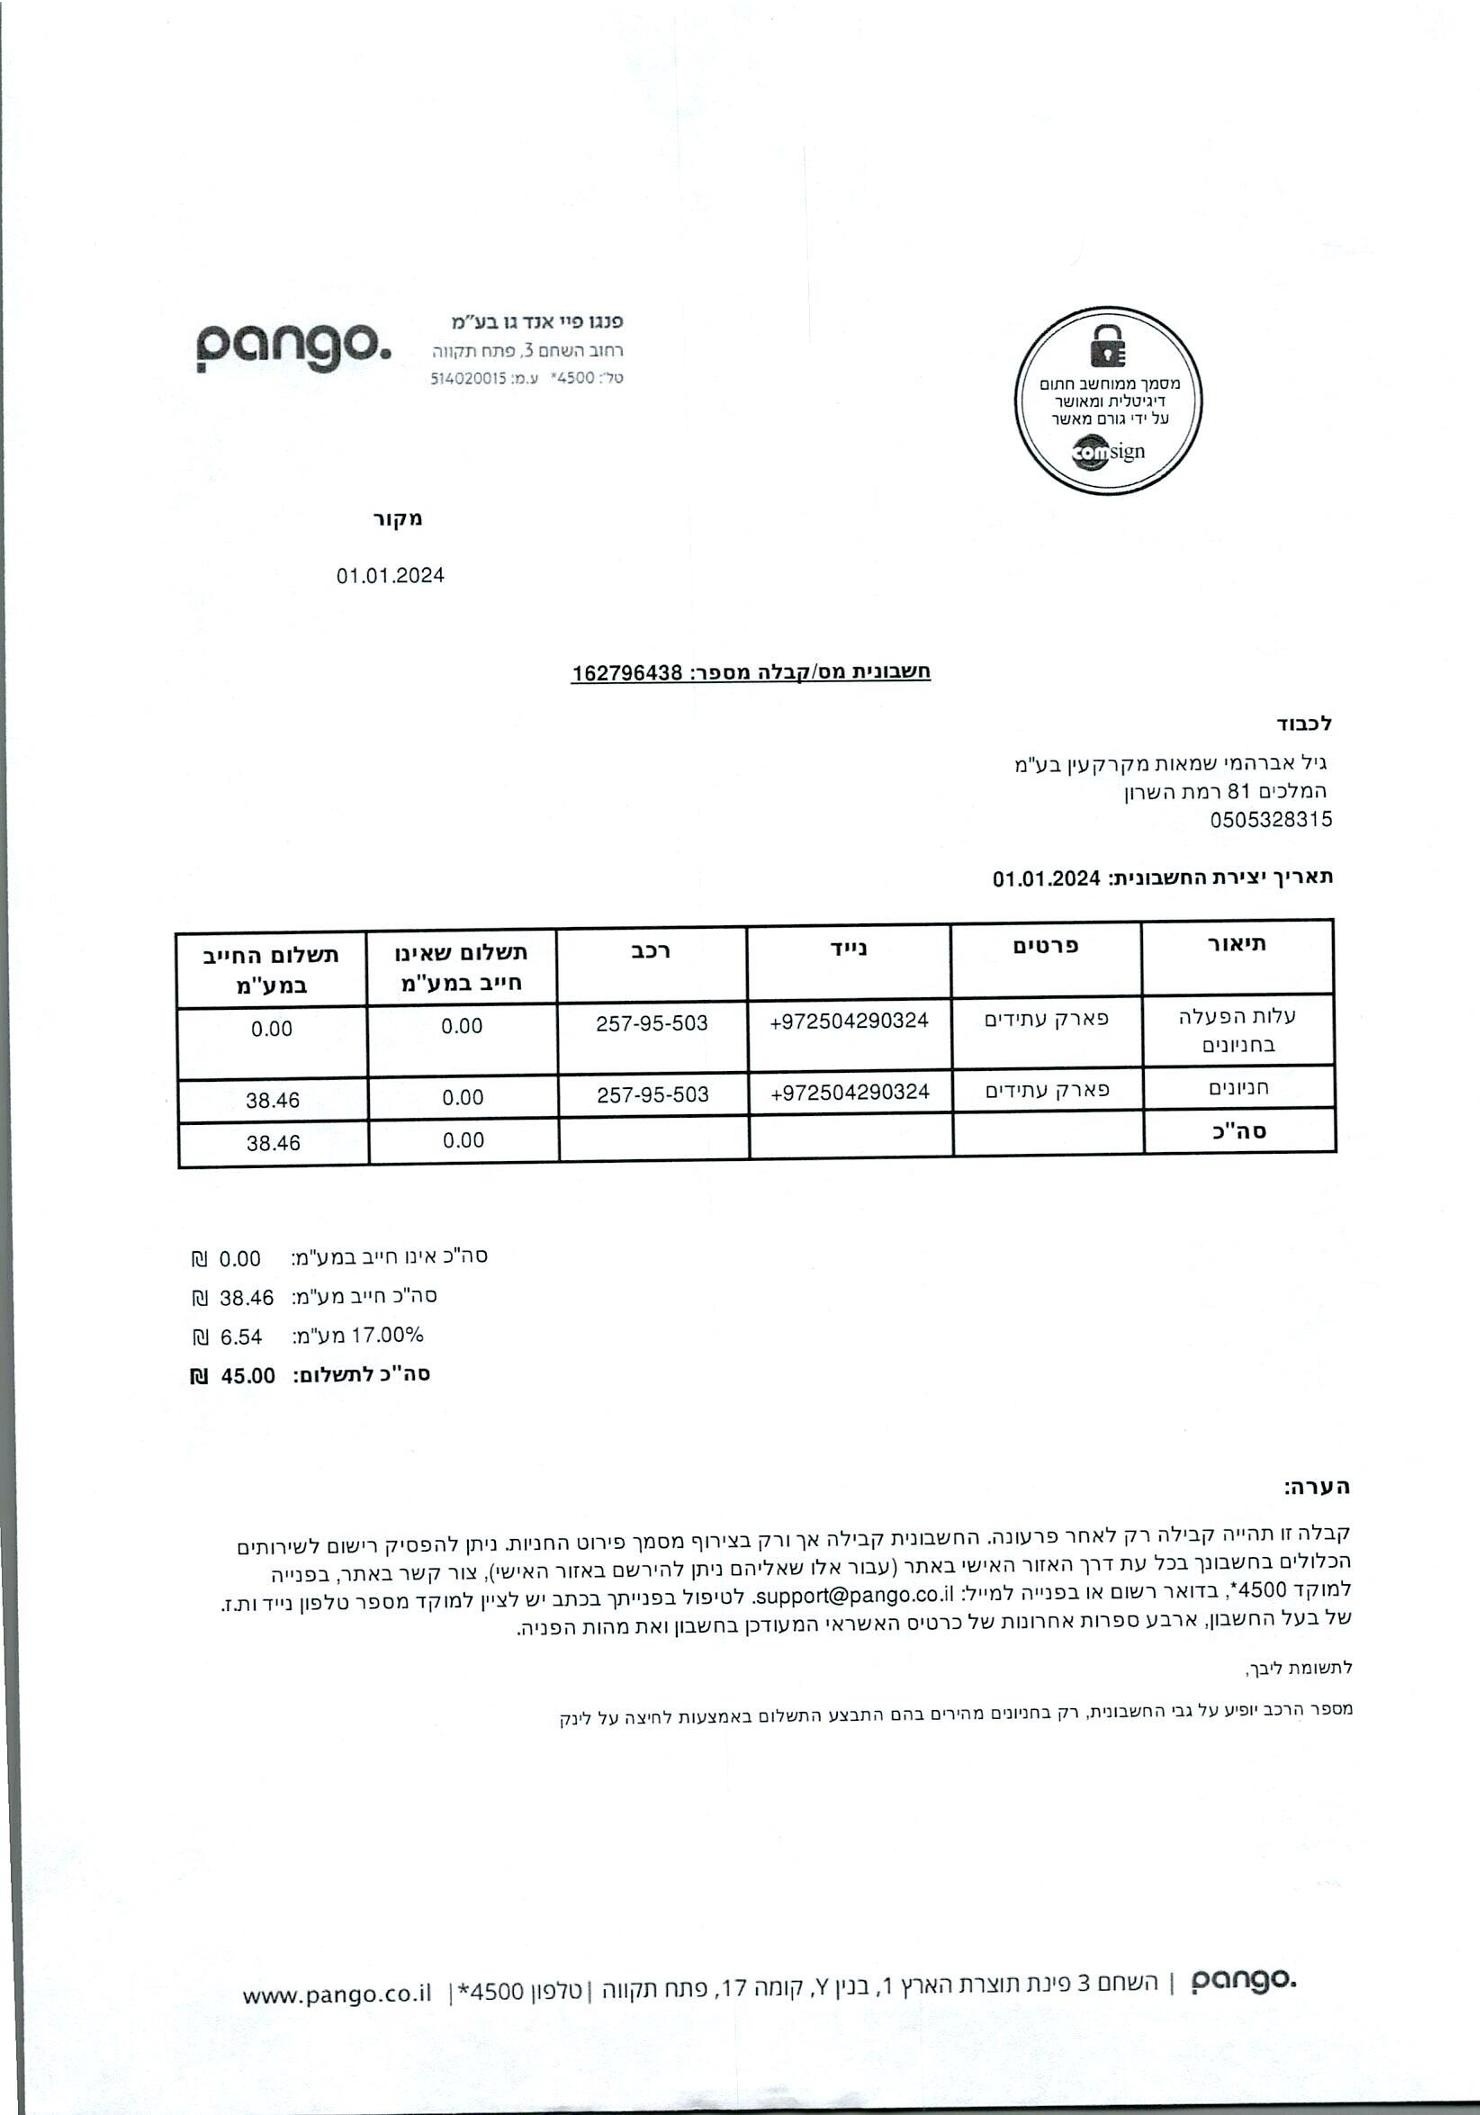 pango.
פנגו פיי אנד גו בע"מ
רחוב השחם 3, פתח תקווה
טל': 4500* ע.מ: 514020015
מסמך ממוחשב חתום
דיגיטלית ומאושר
על ידי גורם מאשר
comsign
מקור
01.01.2024
חשבונית מס/קבלה מספר: 162796438
לכבוד
גיל אברהמי שמאות מקרקעין בע"מ
המלכים 81 רמת השרון
0505328315
תאריך יצירת החשבונית: 01.01.2024
תיאור פרטים נייד רכב תשלום שאינו חייב במע"מ תשלום החייב במע"מ
עלות הפעלה בחניונים פארק עתידים +972504290324 257-95-503 0.00 0.00
חניונים פארק עתידים +972504290324 257-95-503 0.00 38.46
סה"כ 0.00 38.46
סה"כ אינו חייב במע"מ: 0.00 ₪
סה"כ חייב מע"מ: 38.46 ₪
17.00% מע"מ: 6.54 ₪
סה"כ לתשלום: 45.00 ₪
הערה:
קבלה זו תהייה קבילה רק לאחר פרעונה. החשבונית קבילה אך ורק בצירוף מסמך פירוט החניות. ניתן להפסיק רישום לשירותים
הכלולים בחשבונך בכל עת דרך האזור האישי באתר (עבור אלו שאליהם ניתן להירשם באזור האישי), צור קשר באתר, בפנייה
למוקד 4500*, בדואר רשום או בפנייה למייל: support@pango.co.il. לטיפול בפנייתך בכתב יש לציין למוקד מספר טלפון נייד ות.ז.
של בעל החשבון, ארבע ספרות אחרונות של כרטיס האשראי המעודכן בחשבון ואת מהות הפניה.
לתשומת ליבך,
מספר הרכב יופיע על גבי החשבונית, רק בחניונים מהירים בהם התבצע התשלום באמצעות לחיצה על לינק
pango. | השחם 3 פינת תוצרת הארץ 1, בנין Y, קומה 17, פתח תקווה | טלפון 4500* | www.pango.co.il